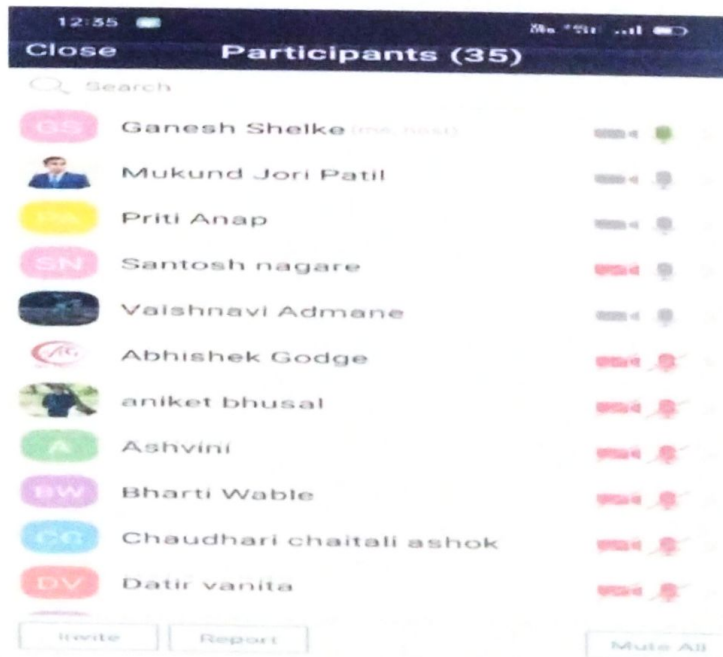 12:35
Close Participants (35)
Search
GS Ganesh Shelke (me, host)
Mukund Jori Patil
PA Priti Anap
SN Santosh nagare
Vaishnavi Admane
Abhishek Godge
aniket bhusal
A Ashvini
BW Bharti Wable
CC Chaudhari chaitali ashok
DV Datir vanita
Invite Report Mute All